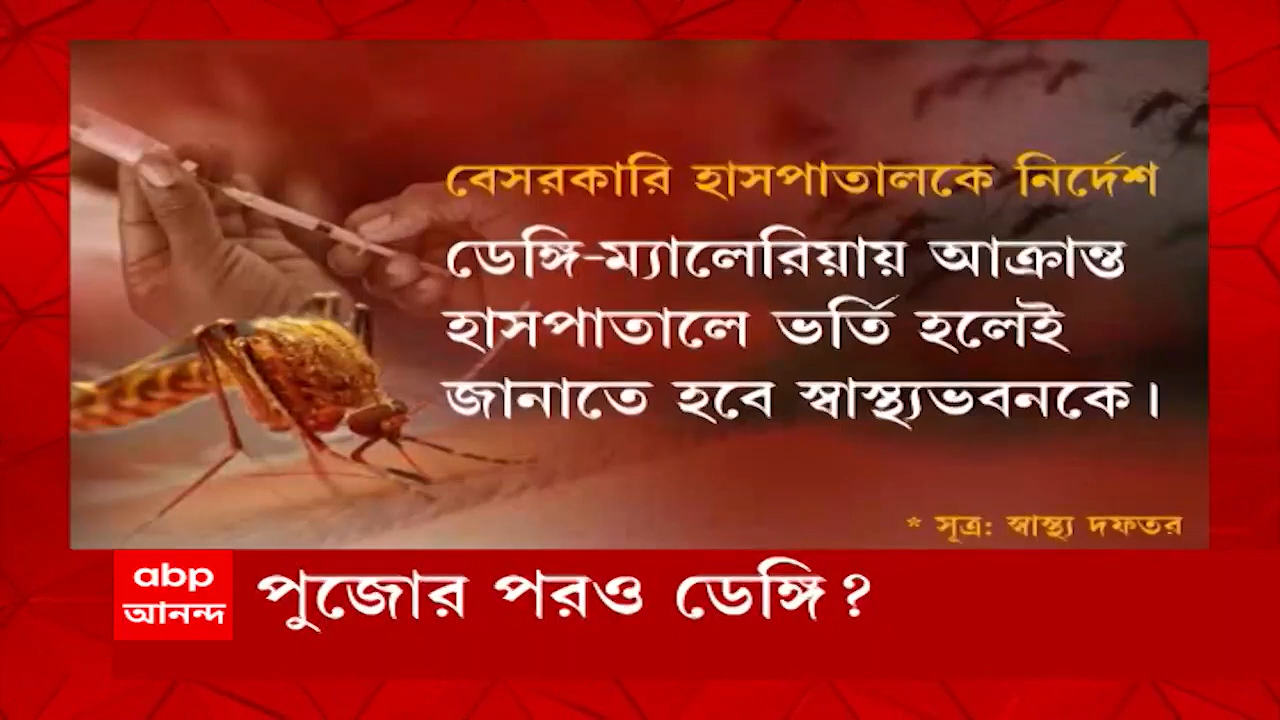 বেসরকারি হাসপাতালকে নির্দেশ
ডেঙ্গি-ম্যালেরিয়ায় আক্রান্ত
হাসপাতালে ভর্তি হলেই
জানাতে হবে স্বাস্থ্যভবনকে।
* সূত্র: স্বাস্থ্য দফতর
abp
আনন্দ
পুজোর পরও ডেঙ্গি?